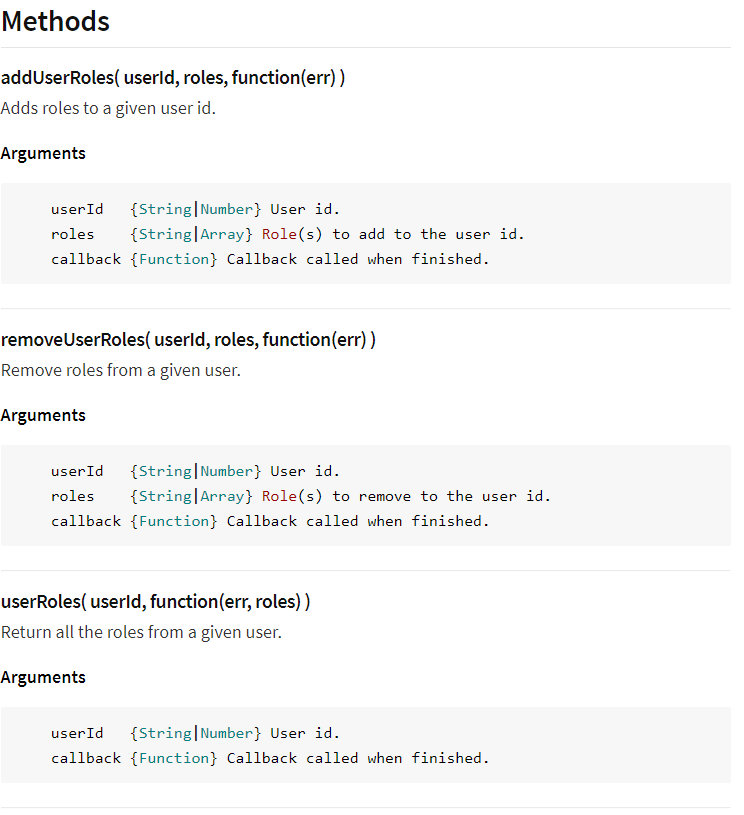 Methods
addUserRoles( userId, roles, function(err) )
Adds roles to a given user id.
Arguments
userId   {String|Number} User id.
roles    {String|Array} Role(s) to add to the user id.
callback {Function} Callback called when finished.
removeUserRoles( userId, roles, function(err) )
Remove roles from a given user.
Arguments
userId   {String|Number} User id.
roles    {String|Array} Role(s) to remove to the user id.
callback {Function} Callback called when finished.
userRoles( userId, function(err, roles) )
Return all the roles from a given user.
Arguments
userId   {String|Number} User id.
callback {Function} Callback called when finished.